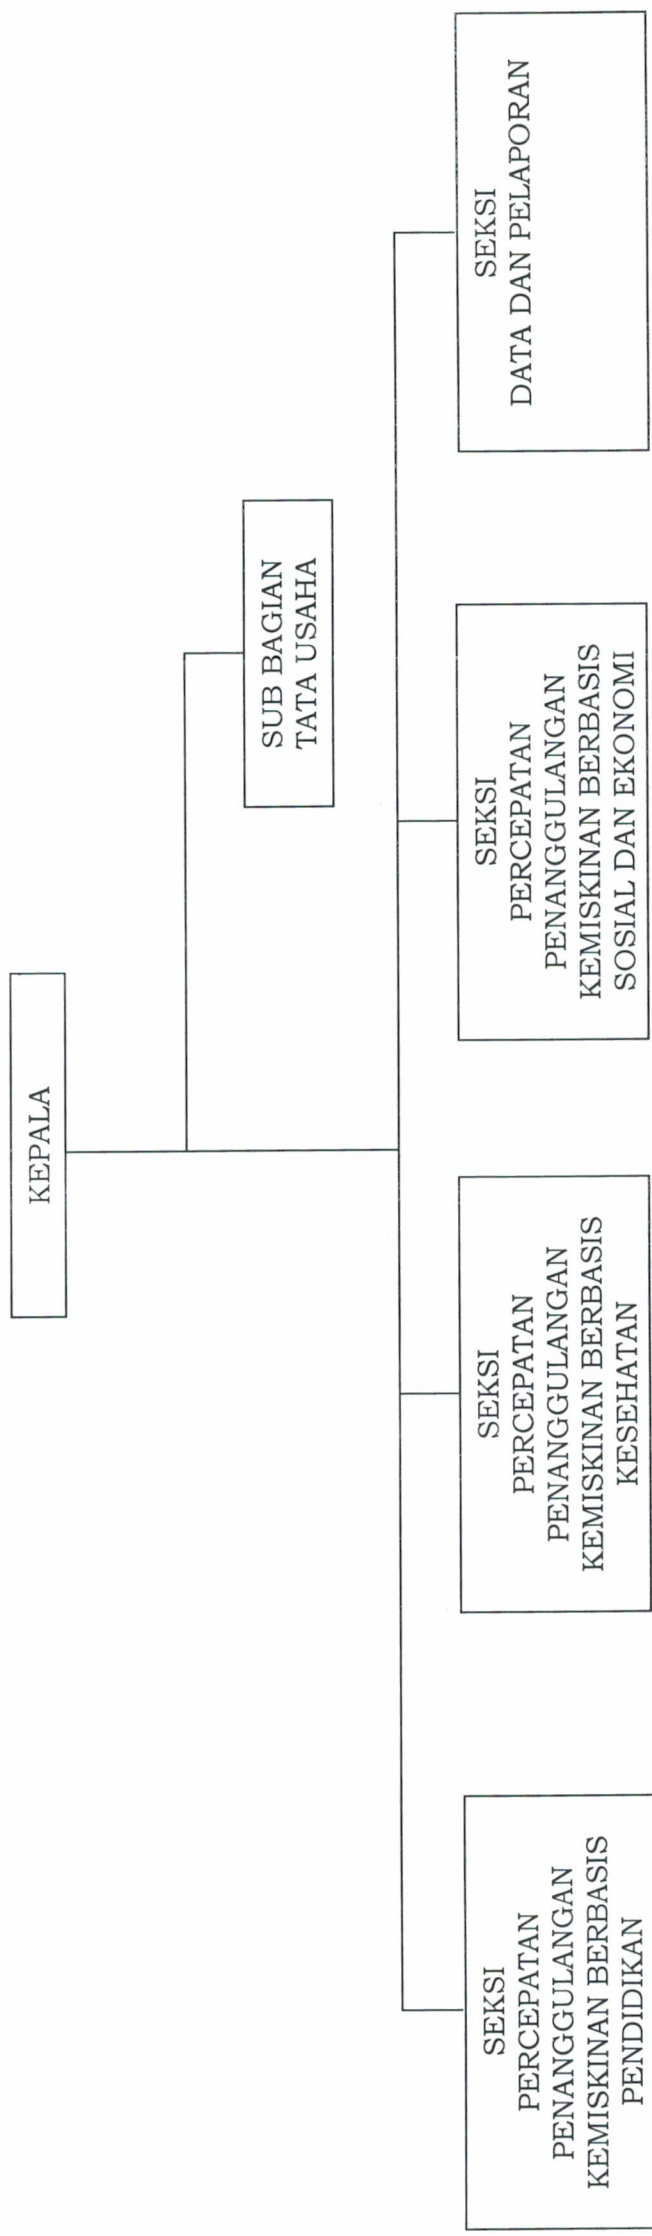 KEPALA
SUB BAGIAN
TATA USAHA
SEKSI
PERCEPATAN
PENANGGULANGAN
KEMISKINAN BERBASIS
PENDIDIKAN
SEKSI
PERCEPATAN
PENANGGULANGAN
KEMISKINAN BERBASIS
KESEHATAN
SEKSI
PERCEPATAN
PENANGGULANGAN
KEMISKINAN BERBASIS
SOSIAL DAN EKONOMI
SEKSI
DATA DAN PELAPORAN